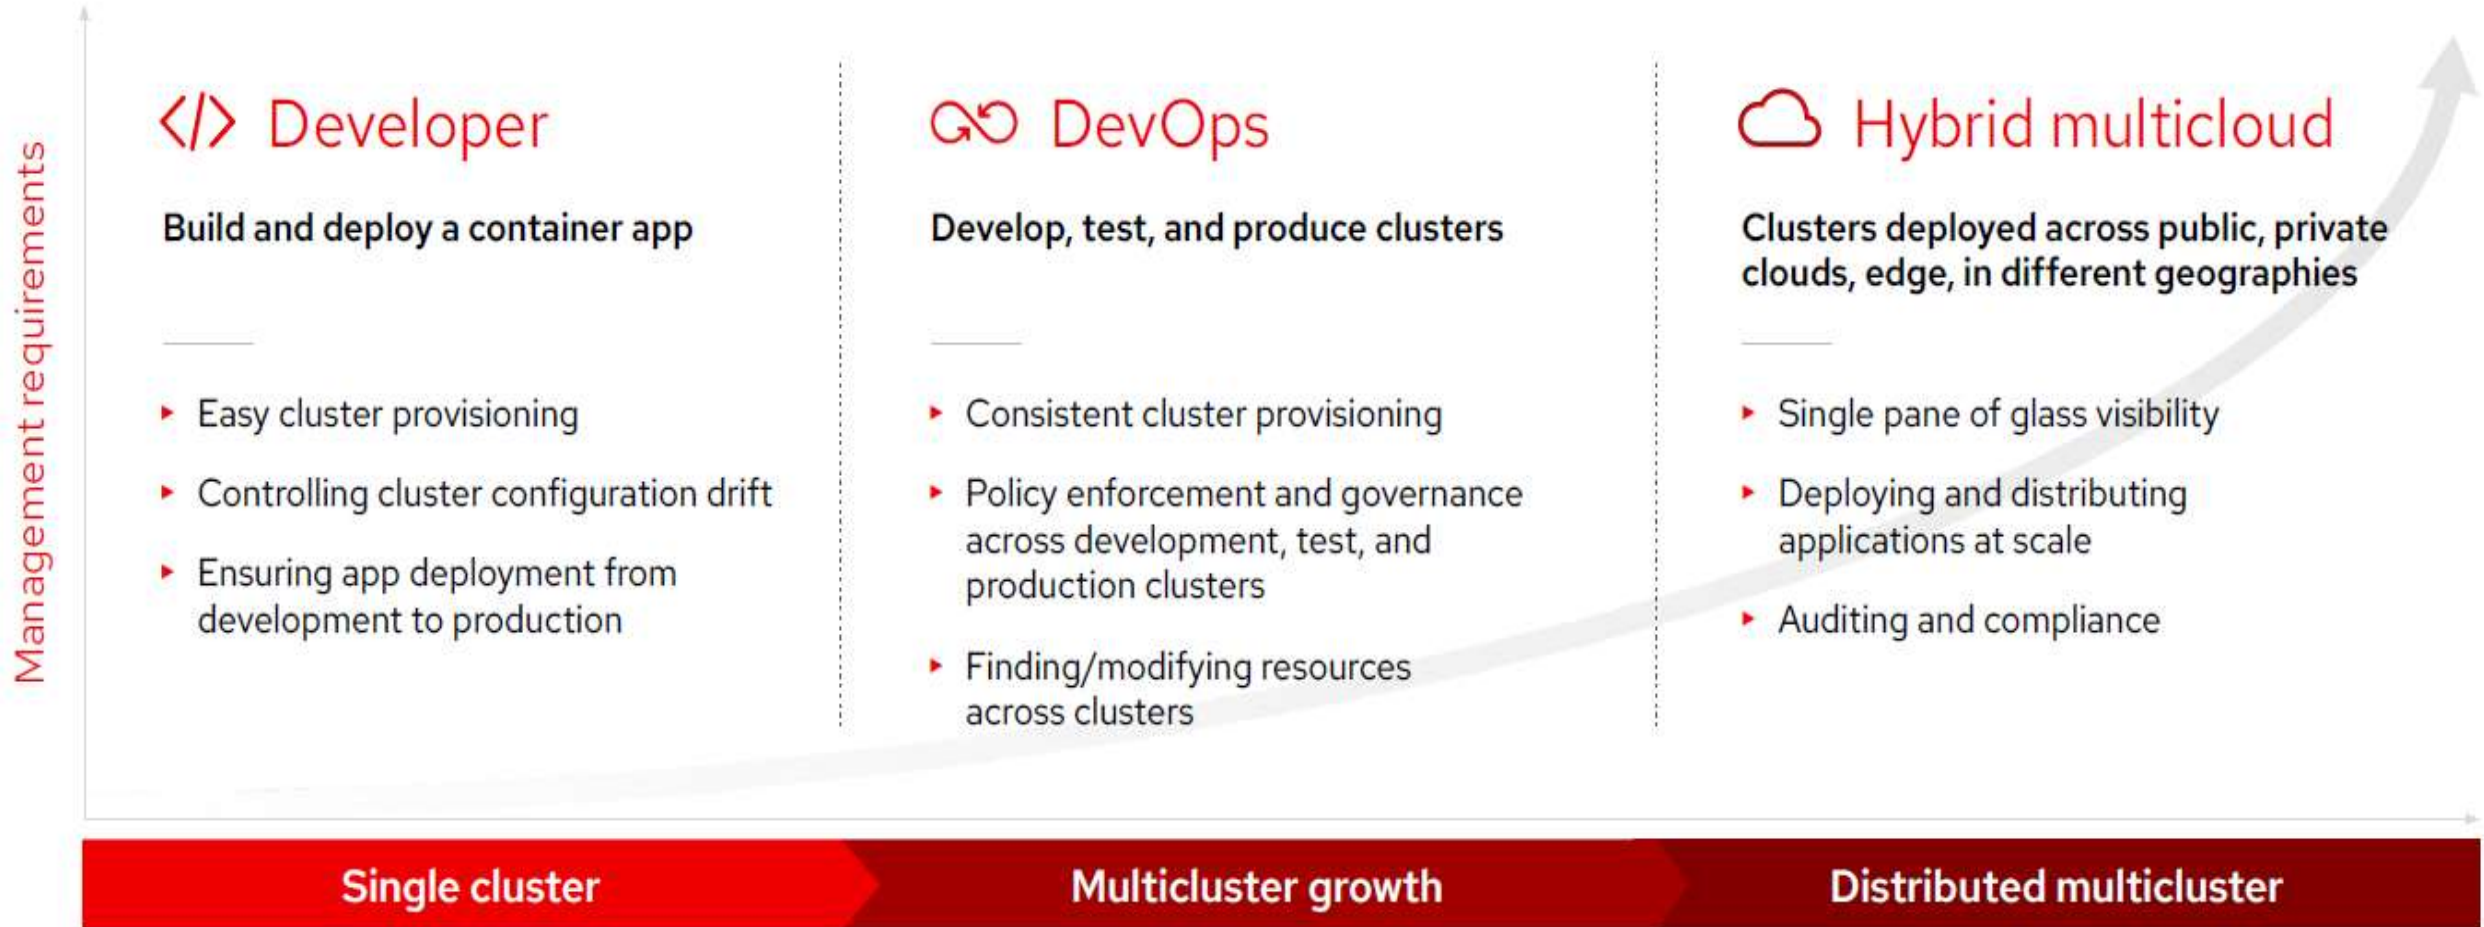 Management requirements
</> Developer
Build and deploy a container app
Easy cluster provisioning
Controlling cluster configuration drift
Ensuring app deployment from
development to production
DevOps
Develop, test, and produce clusters
Consistent cluster provisioning
Policy enforcement and governance
across development, test, and
production clusters
Finding/modifying resources
across clusters
Hybrid multicloud
Clusters deployed across public, private
clouds, edge, in different geographies
Single pane of glass visibility
Deploying and distributing
applications at scale
Auditing and compliance
Single cluster
Multicluster growth
Distributed multicluster